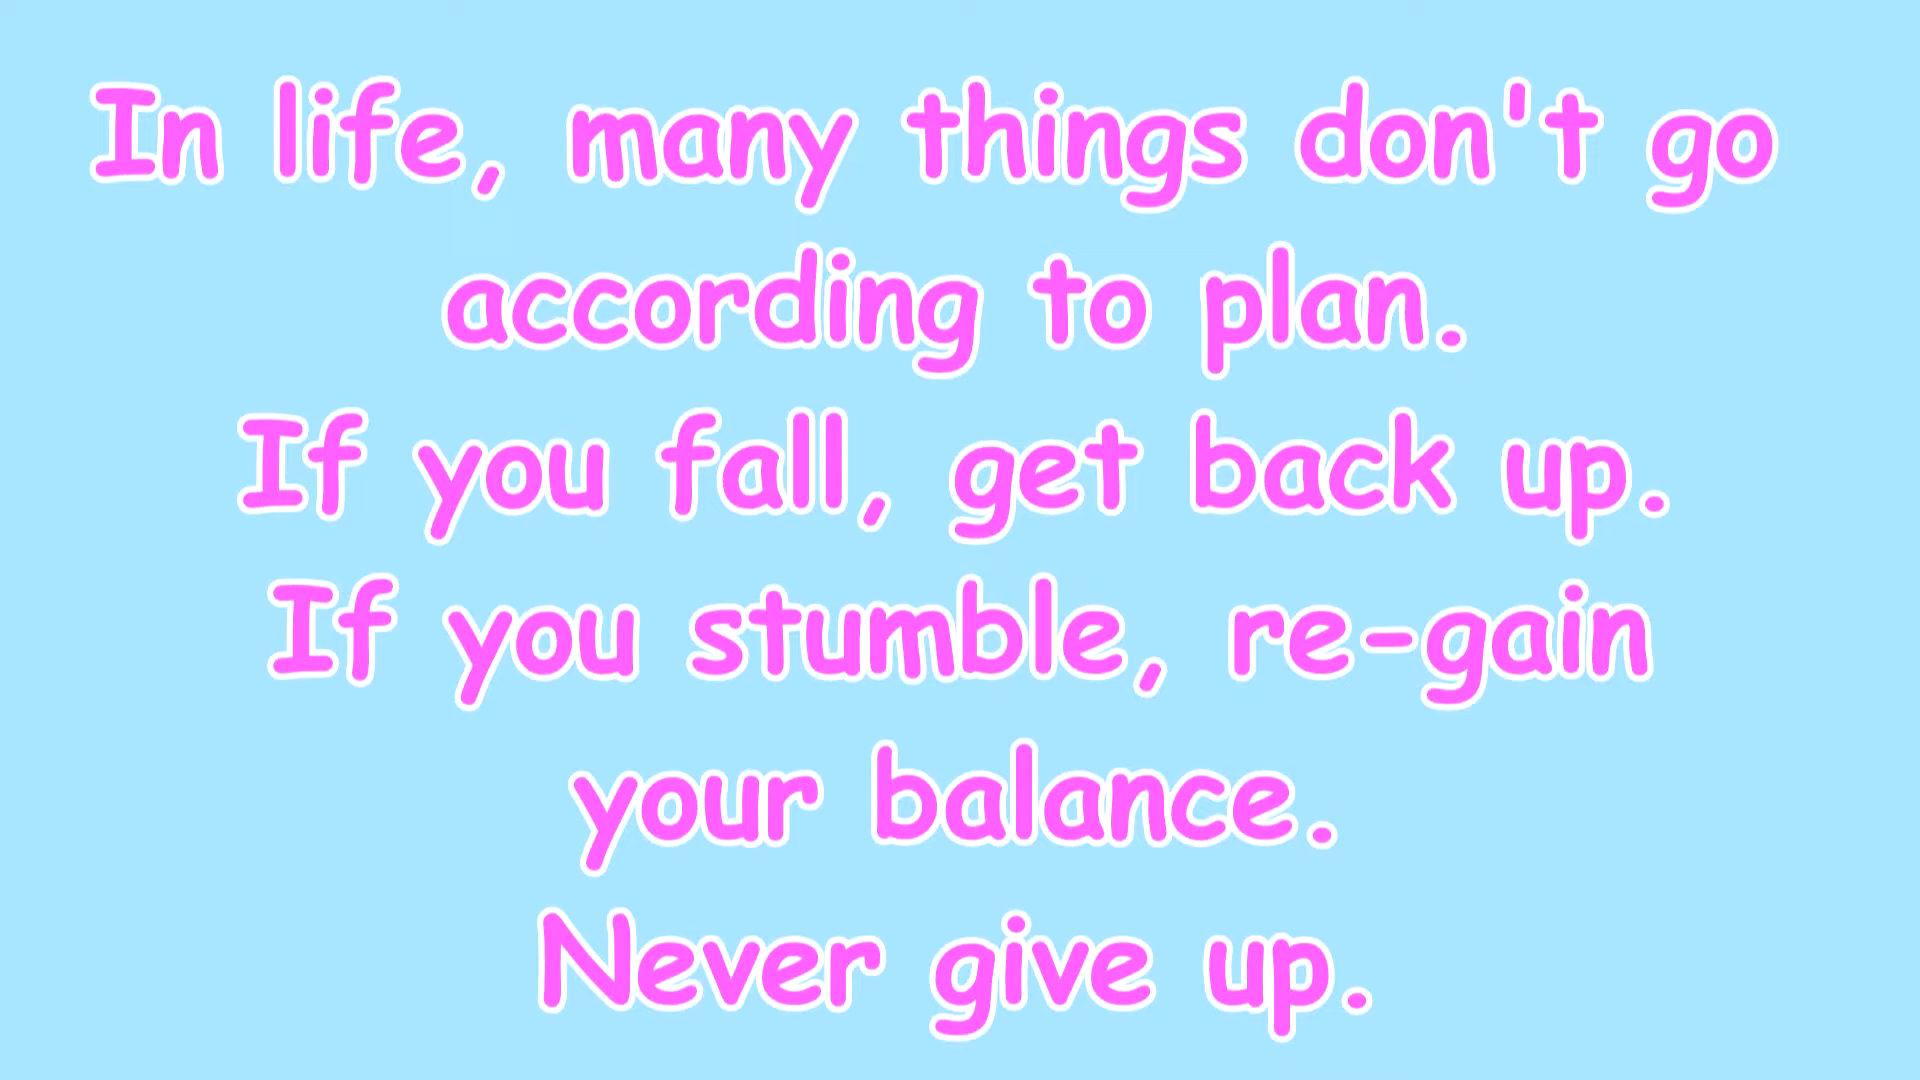 In life, many things don't go
according to plan.
If you fall, get back up.
If you stumble, re-gain
your balance.
Never give up.